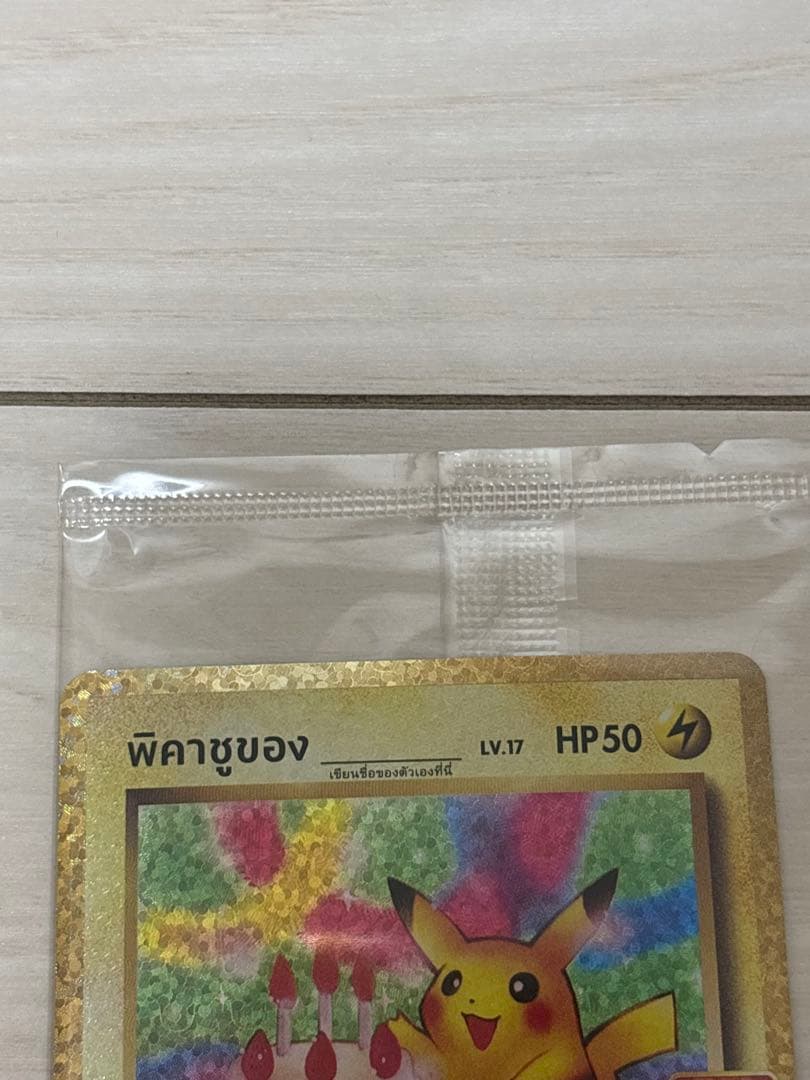 พิคาชูของ ________ LV.17 HP50
เขียนชื่อของตัวเองที่นี่